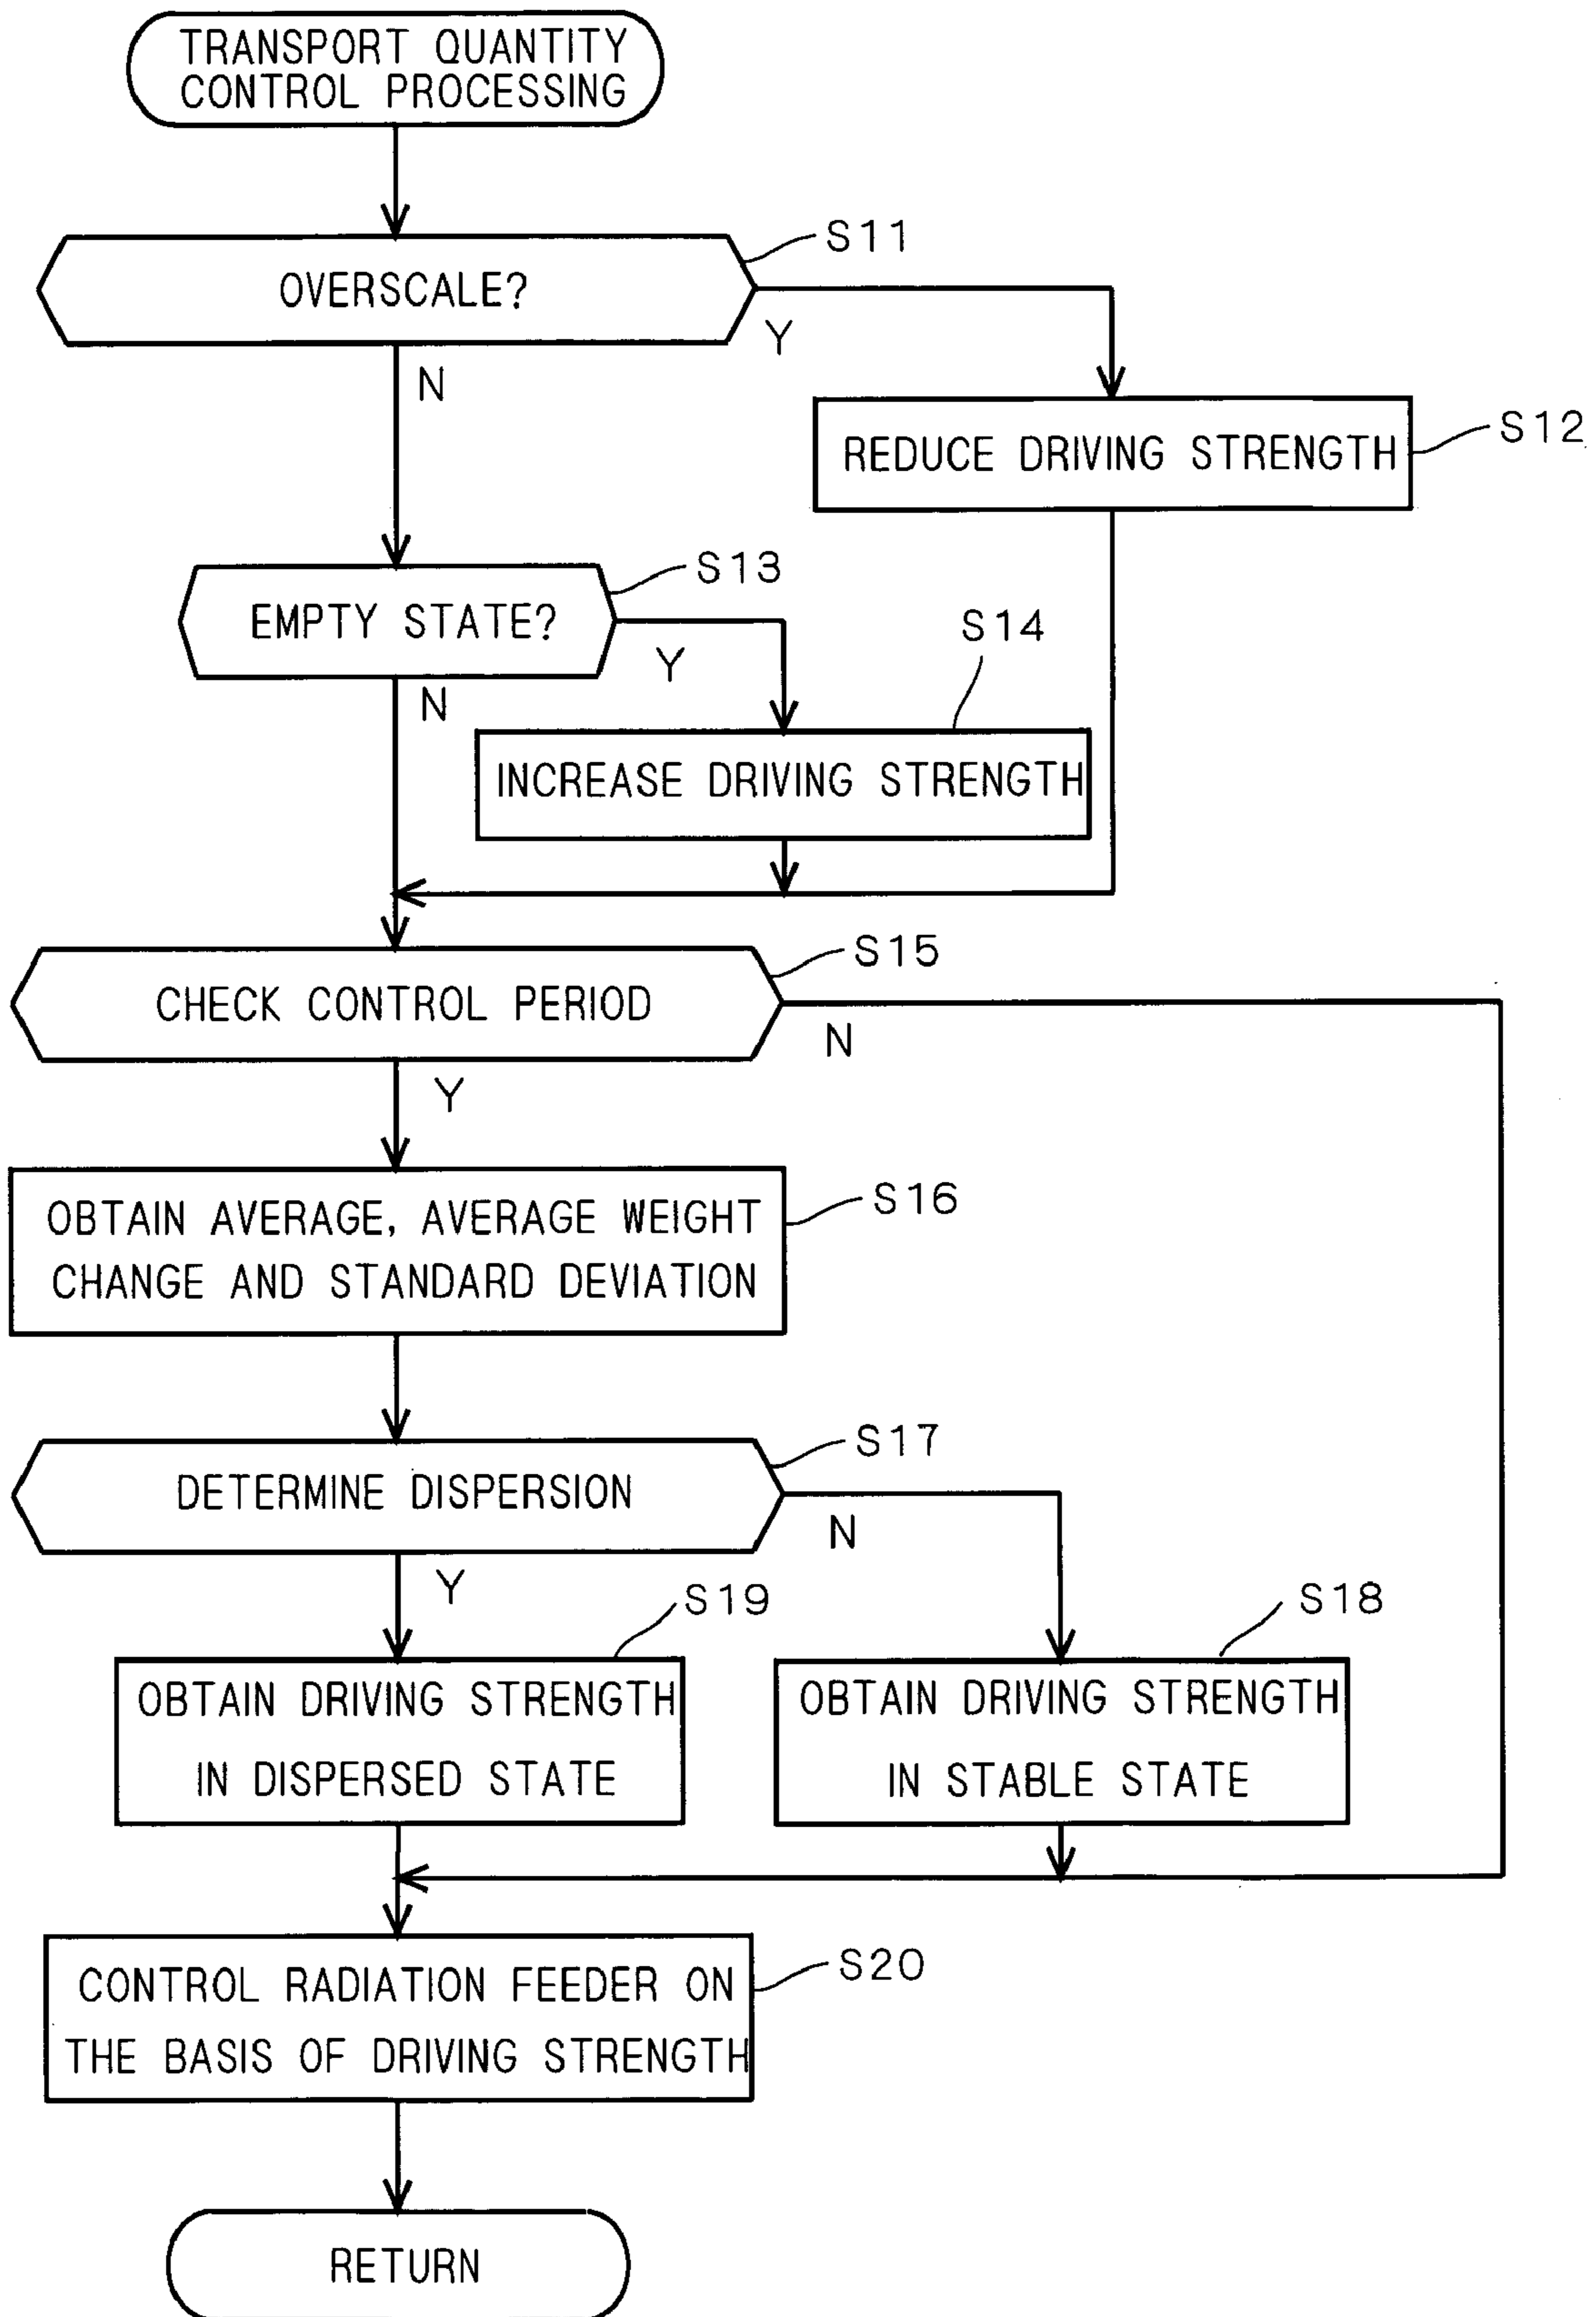 TRANSPORT QUANTITY
CONTROL PROCESSING
S11
OVERSCALE?
Y
N
S12
REDUCE DRIVING STRENGTH
S13
EMPTY STATE?
Y
S14
N
INCREASE DRIVING STRENGTH
S15
CHECK CONTROL PERIOD
N
Y
S16
OBTAIN AVERAGE, AVERAGE WEIGHT
CHANGE AND STANDARD DEVIATION
S17
DETERMINE DISPERSION
N
Y
S19
S18
OBTAIN DRIVING STRENGTH
IN DISPERSED STATE
OBTAIN DRIVING STRENGTH
IN STABLE STATE
S20
CONTROL RADIATION FEEDER ON
THE BASIS OF DRIVING STRENGTH
RETURN